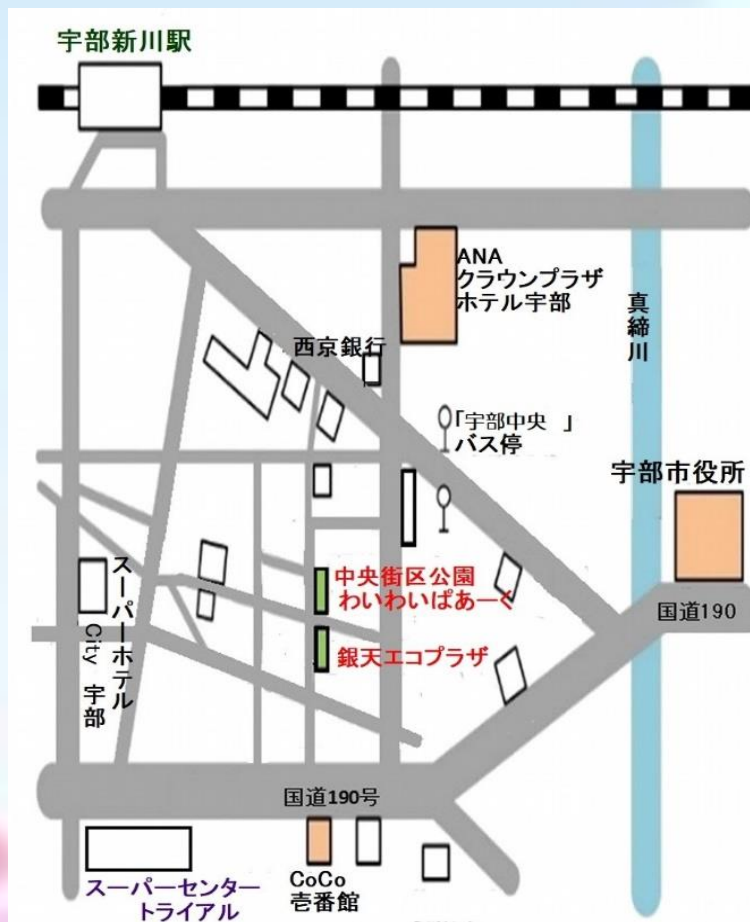 宇部新川駅
ANA
クラウンプラザ
ホテル宇部
西京銀行
真締川
「宇部中央　」
バス停
宇部市役所
中央街区公園
わいわいぱあーく
国道190
スーパーホテル
City 宇部
銀天エコプラザ
国道190号
スーパーセンター
トライアル
CoCo
壱番館